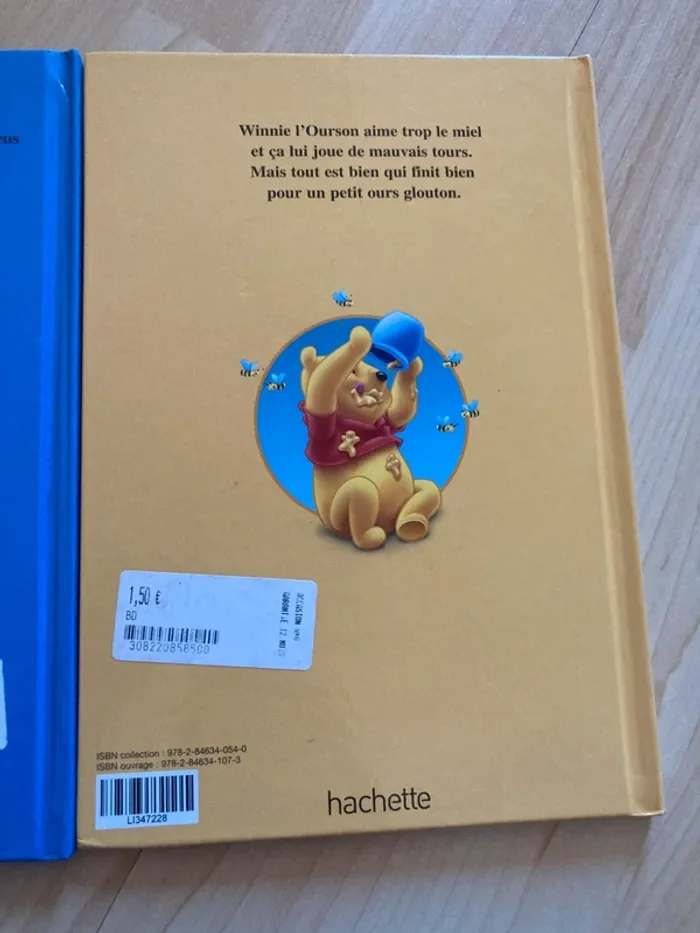 Winnie l'Ourson aime trop le miel
et ça lui joue de mauvais tours.
Mais tout est bien qui finit bien
pour un petit ours glouton.
1,50 €
BD
308220858500
OCCASION
ISBN collection : 978-2-84634-054-0
ISBN ouvrage : 978-2-84634-107-3
LI347228
hachette